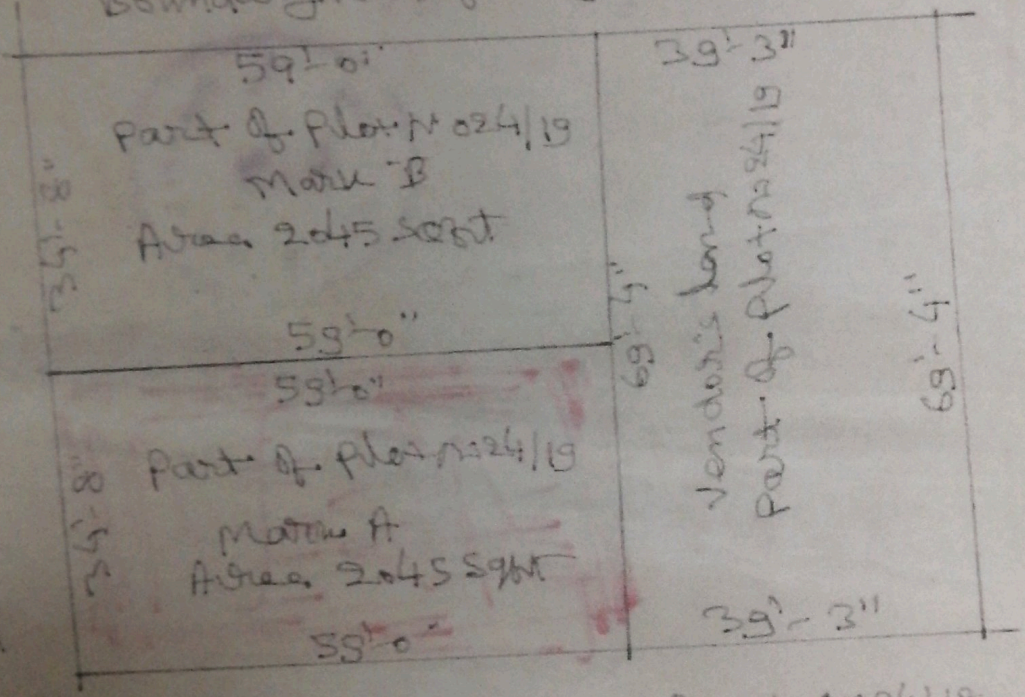 59'-0"
39'-3"
Part of Plot No 24/19
Mark B
Area 2045 Sqft
34'-8"
59'-0"
69'-4"
Vendor's Land
Part of Plot No 24/19
69'-4"
59'-0"
Part of Plot No 24/19
Mark A
Area 2045 Sqft
34'-8"
59'-0"
39'-3"